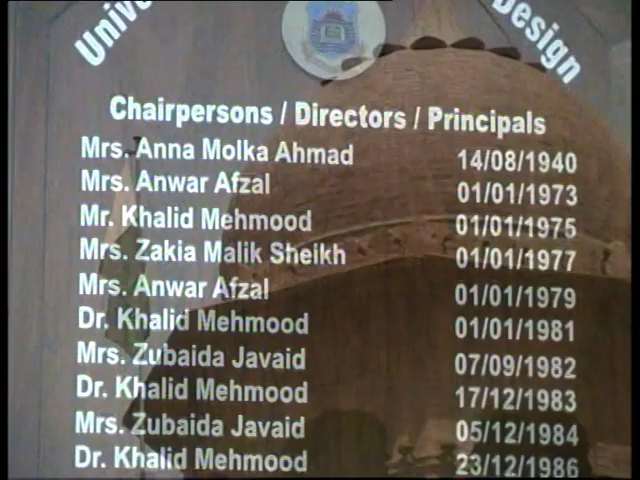 Design
Chairpersons / Directors / Principals
Mrs. Anna Molka Ahmad 14/08/1940
Mrs. Anwar Afzal 01/01/1973
Mr. Khalid Mehmood 01/01/1975
Mrs. Zakia Malik Sheikh 01/01/1977
Mrs. Anwar Afzal 01/01/1979
Dr. Khalid Mehmood 01/01/1981
Mrs. Zubaida Javaid 07/09/1982
Dr. Khalid Mehmood 17/12/1983
Mrs. Zubaida Javaid 05/12/1984
Dr. Khalid Mehmood 23/12/1986